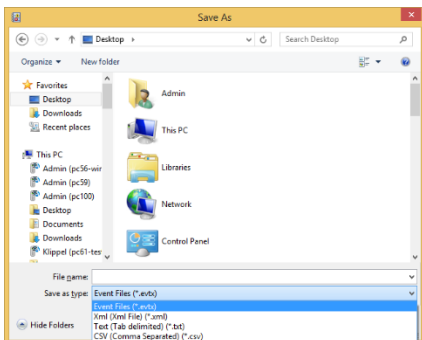 Save As
Desktop
Search Desktop
Organize
New folder
Favorites
Desktop
Downloads
Recent places
This PC
Admin (pc56-wir
Admin (pc59)
Admin (pc100)
Desktop
Documents
Downloads
Klippel (pc61-tes
Admin
This PC
Libraries
Network
Control Panel
File name:
Save as type: Event Files (*.evtx)
Event Files (*.evtx)
Xml (Xml File) (*.xml)
Text (Tab delimited) (*.txt)
CSV (Comma Separated) (*.csv)
Hide Folders